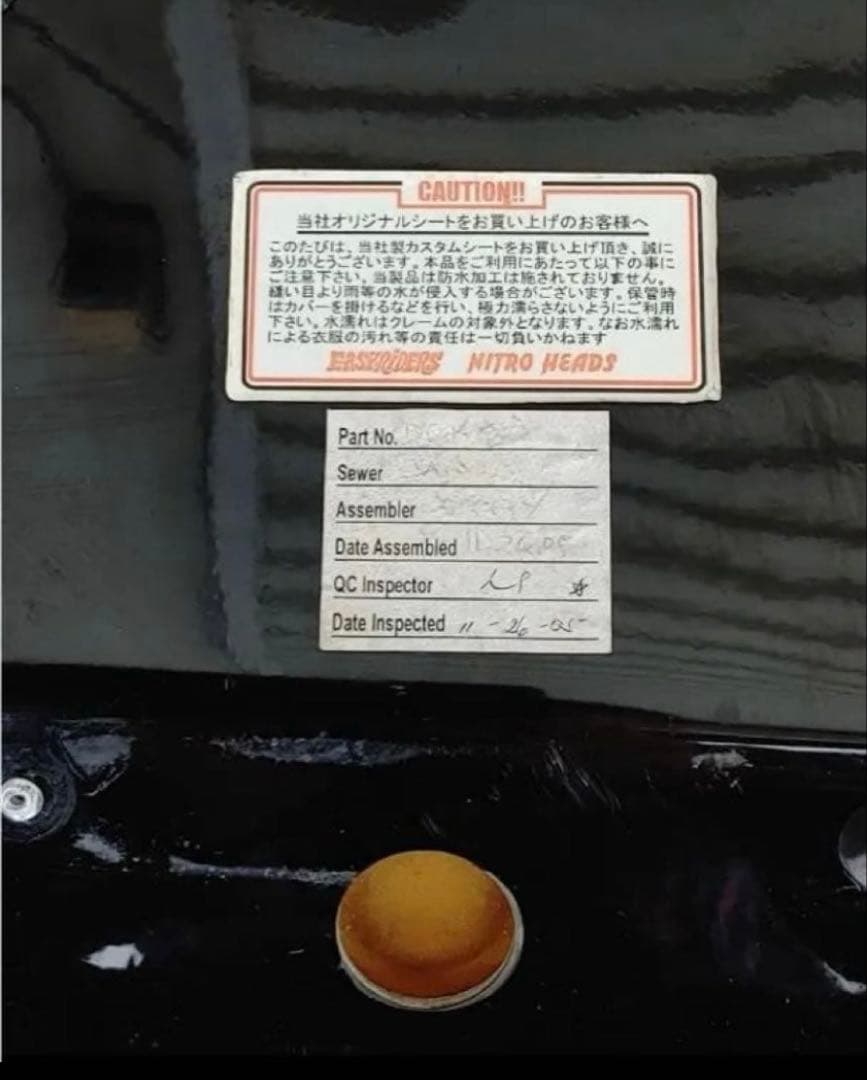 CAUTION!!
当社オリジナルシートをお買い上げのお客様へ
このたびは、当社製カスタムシートをお買い上げ頂き、誠に
ありがとうございます。本品をご利用にあたって以下の事に
ご注意下さい。当製品は防水加工は施されておりません。
縫い目より雨等の水が侵入する場合がございます。保管時
はカバーを掛けるなどを行い、極力濡らさないようにご利用
下さい。水濡れはクレームの対象外となります。なお水濡れ
による衣服の汚れ等の責任は一切負いかねます
EASYRIDERS NITRO HEADS
Part No.
Sewer
Assembler
Date Assembled 11-26-05
QC Inspector
Date Inspected 11-26-05